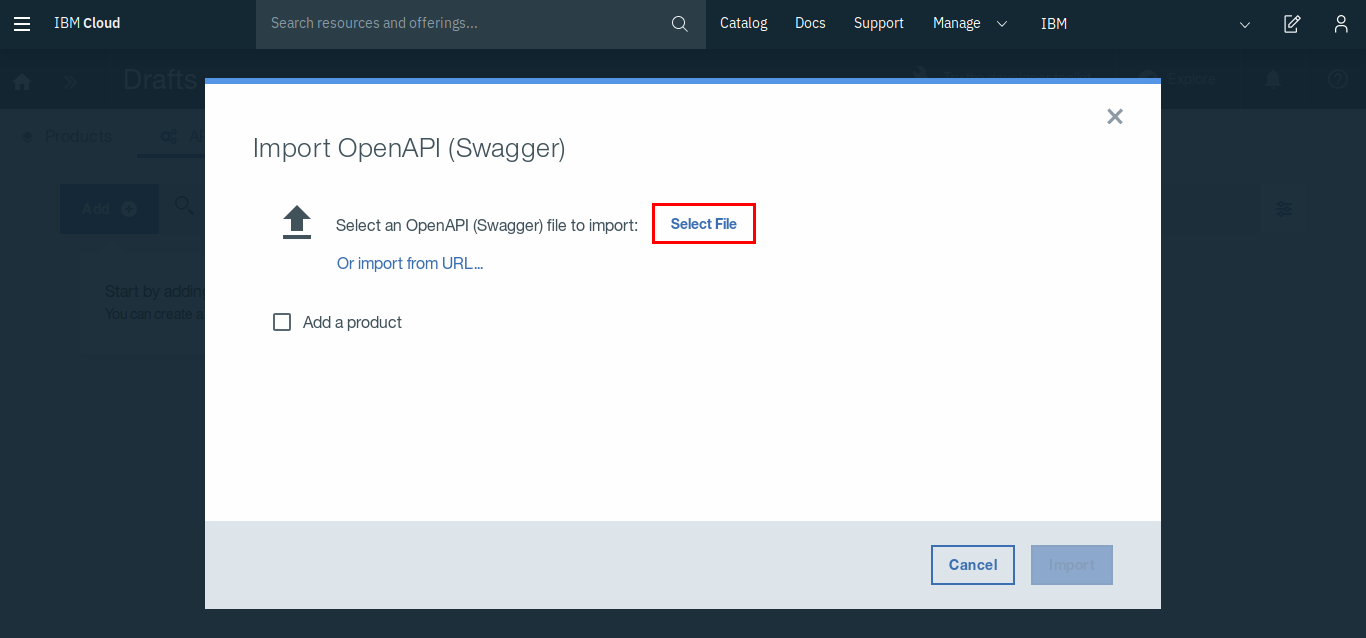 IBM Cloud
Search resources and offerings...
Catalog
Docs
Support
Manage
IBM
Drafts
Explore
Products
Add
Start by adding
You can create a
Import OpenAPI (Swagger)
Select an OpenAPI (Swagger) file to import:
Select File
Or import from URL...
Add a product
Cancel
Import